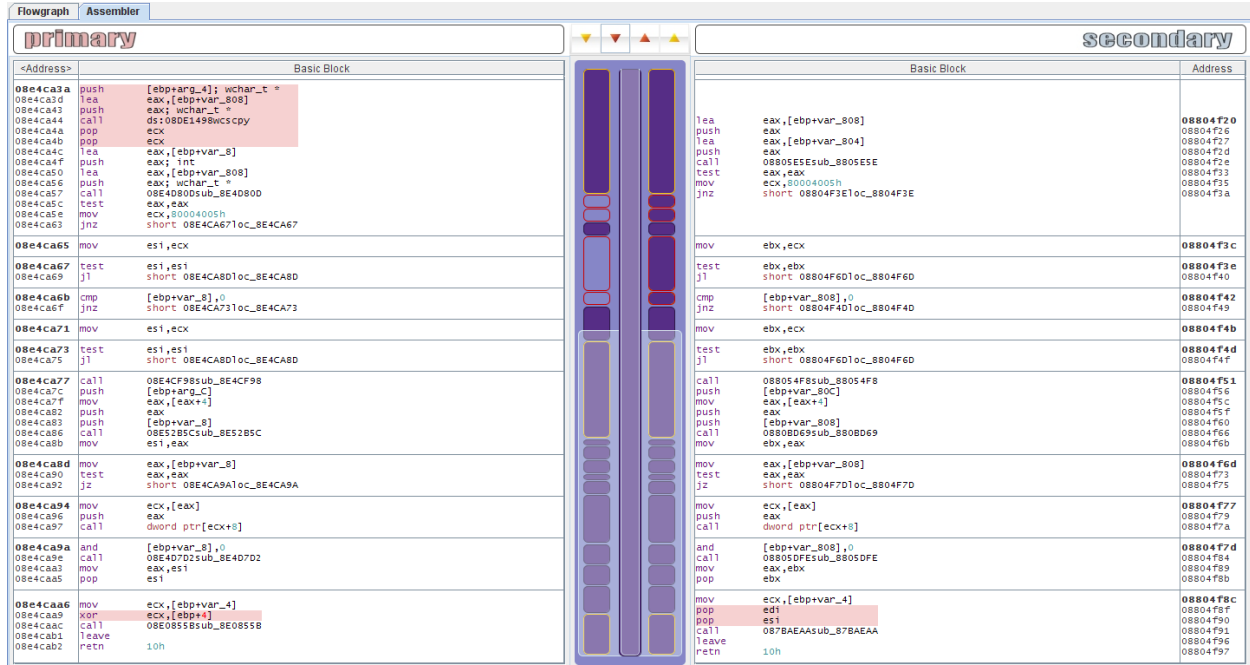 Flowgraph Assembler
primary
secondary
<Address> Basic Block
Basic Block Address
08e4ca3a push [ebp+arg_4]; wchar_t *
08e4ca3d lea eax,[ebp+var_808]
08e4ca43 push eax; wchar_t *
08e4ca44 call ds:08DE1498wcscpy
08e4ca4a pop ecx
08e4ca4b pop ecx
08e4ca4c lea eax,[ebp+var_8]
08e4ca4f push eax; int
08e4ca50 lea eax,[ebp+var_808]
08e4ca56 push eax; wchar_t *
08e4ca57 call 08E4D80Dsub_8E4D80D
08e4ca5c test eax,eax
08e4ca5e mov ecx,80004005h
08e4ca63 jnz short 08E4CA67loc_8E4CA67
08e4ca65 mov esi,ecx
08e4ca67 test esi,esi
08e4ca69 jl short 08E4CA8Dloc_8E4CA8D
08e4ca6b cmp [ebp+var_8],0
08e4ca6f jnz short 08E4CA73loc_8E4CA73
08e4ca71 mov esi,ecx
08e4ca73 test esi,esi
08e4ca75 jl short 08E4CA8Dloc_8E4CA8D
08e4ca77 call 08E4CF98sub_8E4CF98
08e4ca7c push [ebp+arg_C]
08e4ca7f mov eax,[eax+4]
08e4ca82 push eax
08e4ca83 push [ebp+var_8]
08e4ca86 call 08E52B5Csub_8E52B5C
08e4ca8b mov esi,eax
08e4ca8d mov eax,[ebp+var_8]
08e4ca90 test eax,eax
08e4ca92 jz short 08E4CA9Aloc_8E4CA9A
08e4ca94 mov ecx,[eax]
08e4ca96 push eax
08e4ca97 call dword ptr[ecx+8]
08e4ca9a and [ebp+var_8],0
08e4ca9e call 08E4D7D2sub_8E4D7D2
08e4caa3 mov eax,esi
08e4caa5 pop esi
08e4caa6 mov ecx,[ebp+var_4]
08e4caa9 xor ecx,[ebp+4]
08e4caac call 08E0855Bsub_8E0855B
08e4cab1 leave
08e4cab2 retn 10h
lea eax,[ebp+var_808] 08804f20
push eax 08804f26
lea eax,[ebp+var_804] 08804f27
push eax 08804f2d
call 08805E5Esub_8805E5E 08804f2e
test eax,eax 08804f33
mov ecx,80004005h 08804f35
jnz short 08804F3Eloc_8804F3E 08804f3a
mov ebx,ecx 08804f3c
test ebx,ebx 08804f3e
jl short 08804F6Dloc_8804F6D 08804f40
cmp [ebp+var_808],0 08804f42
jnz short 08804F4Dloc_8804F4D 08804f49
mov ebx,ecx 08804f4b
test ebx,ebx 08804f4d
jl short 08804F6Dloc_8804F6D 08804f4f
call 088054F8sub_88054F8 08804f51
push [ebp+var_80C] 08804f56
mov eax,[eax+4] 08804f5c
push eax 08804f5f
push [ebp+var_808] 08804f60
call 0880BD69sub_880BD69 08804f66
mov ebx,eax 08804f6b
mov eax,[ebp+var_808] 08804f6d
test eax,eax 08804f73
jz short 08804F7Dloc_8804F7D 08804f75
mov ecx,[eax] 08804f77
push eax 08804f79
call dword ptr[ecx+8] 08804f7a
and [ebp+var_808],0 08804f7d
call 08805DFEsub_8805DFE 08804f84
mov eax,ebx 08804f89
pop ebx 08804f8b
mov ecx,[ebp+var_4] 08804f8c
pop edi 08804f8f
pop esi 08804f90
call 087BAEAAsub_87BAEAA 08804f91
leave 08804f96
retn 10h 08804f97